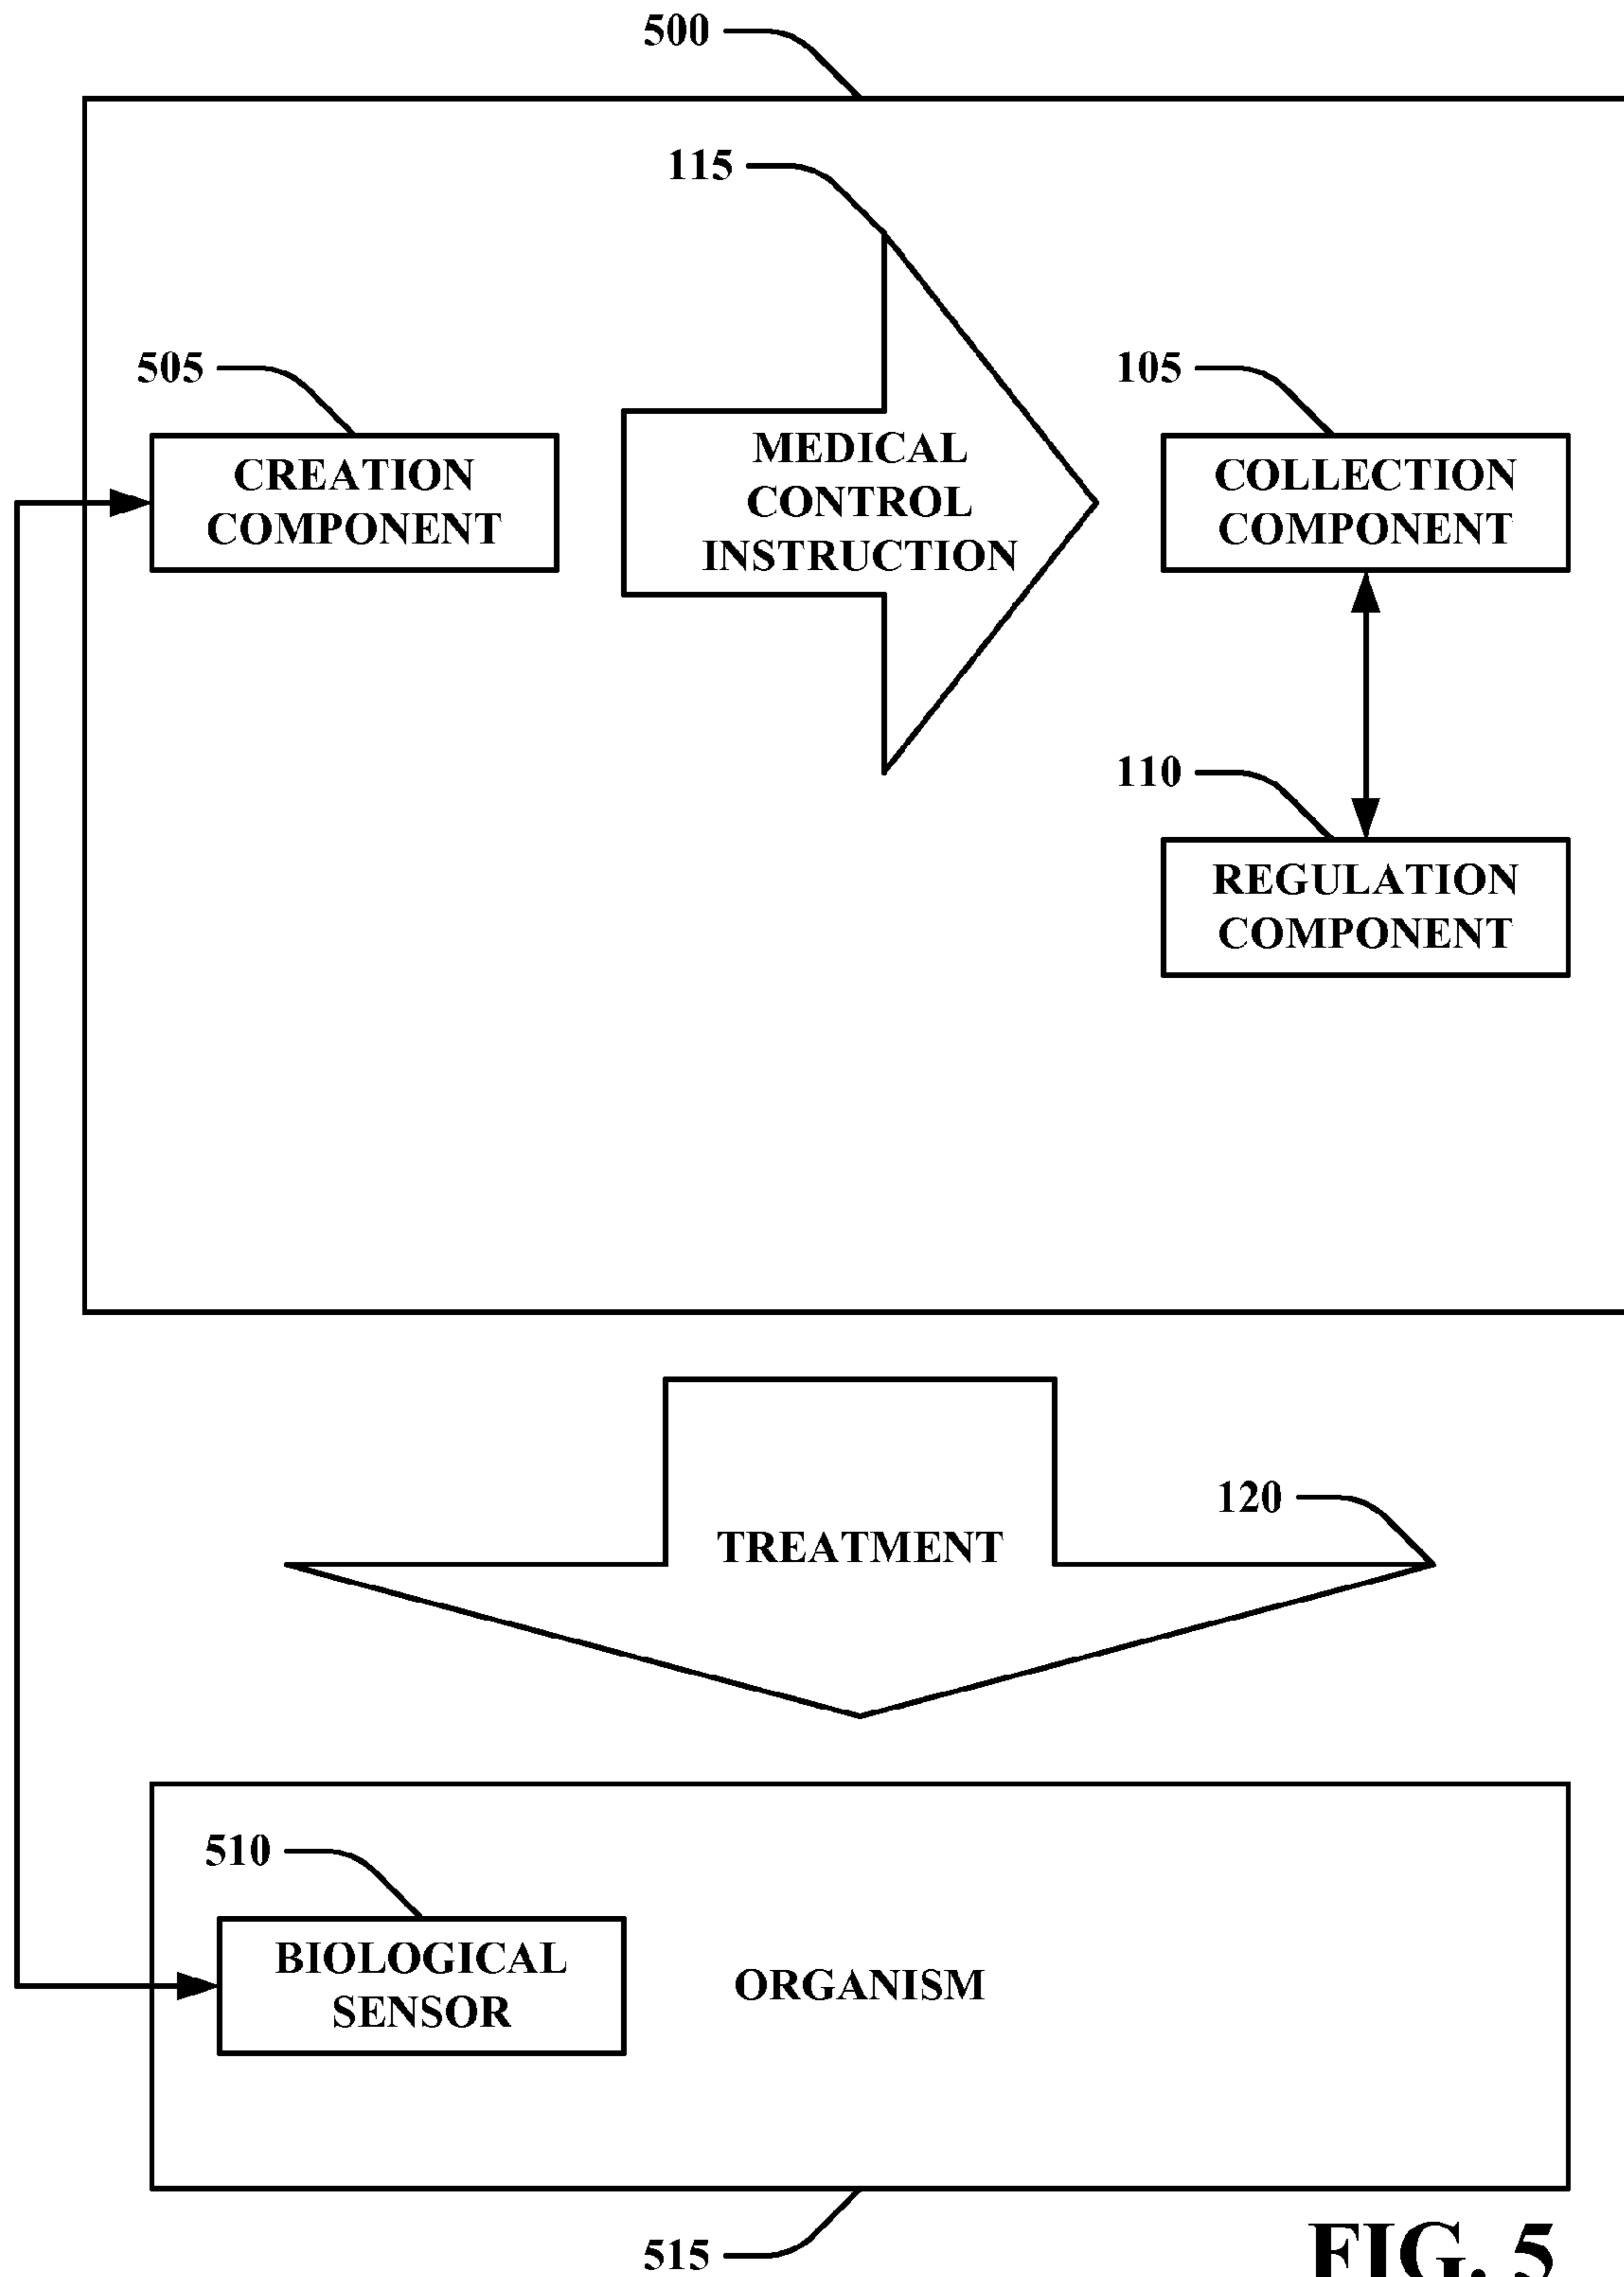 500
115
505
105
CREATION
COMPONENT
MEDICAL
CONTROL
INSTRUCTION
COLLECTION
COMPONENT
110
REGULATION
COMPONENT
120
TREATMENT
510
BIOLOGICAL
SENSOR
ORGANISM
515
FIG. 5